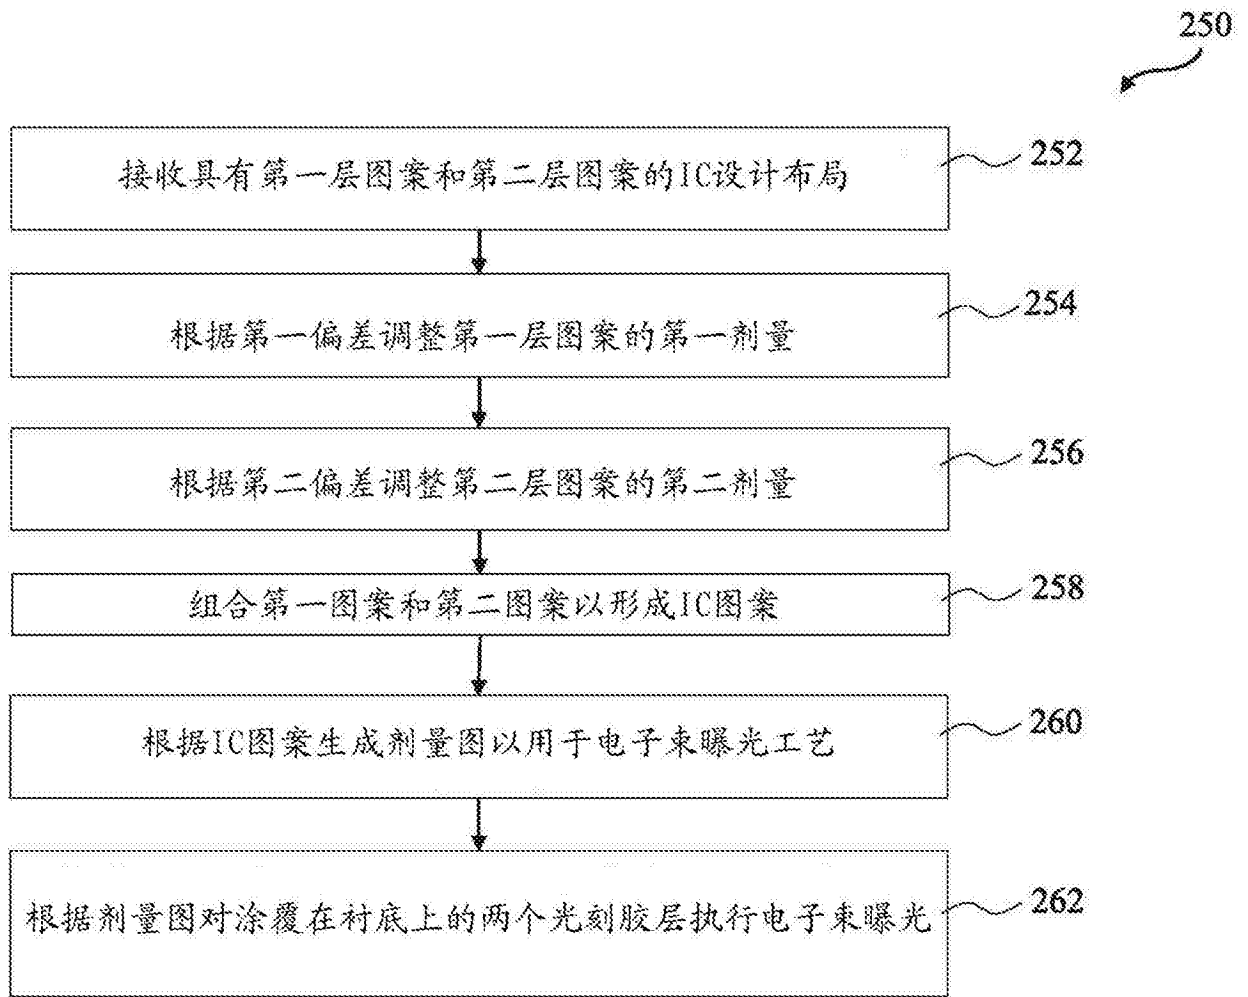 250
接收具有第一层图案和第二层图案的IC设计布局
252
根据第一偏差调整第一层图案的第一剂量
254
根据第二偏差调整第二层图案的第二剂量
256
组合第一图案和第二图案以形成IC图案
258
根据IC图案生成剂量图以用于电子束曝光工艺
260
根据剂量图对涂覆在衬底上的两个光刻胶层执行电子束曝光
262